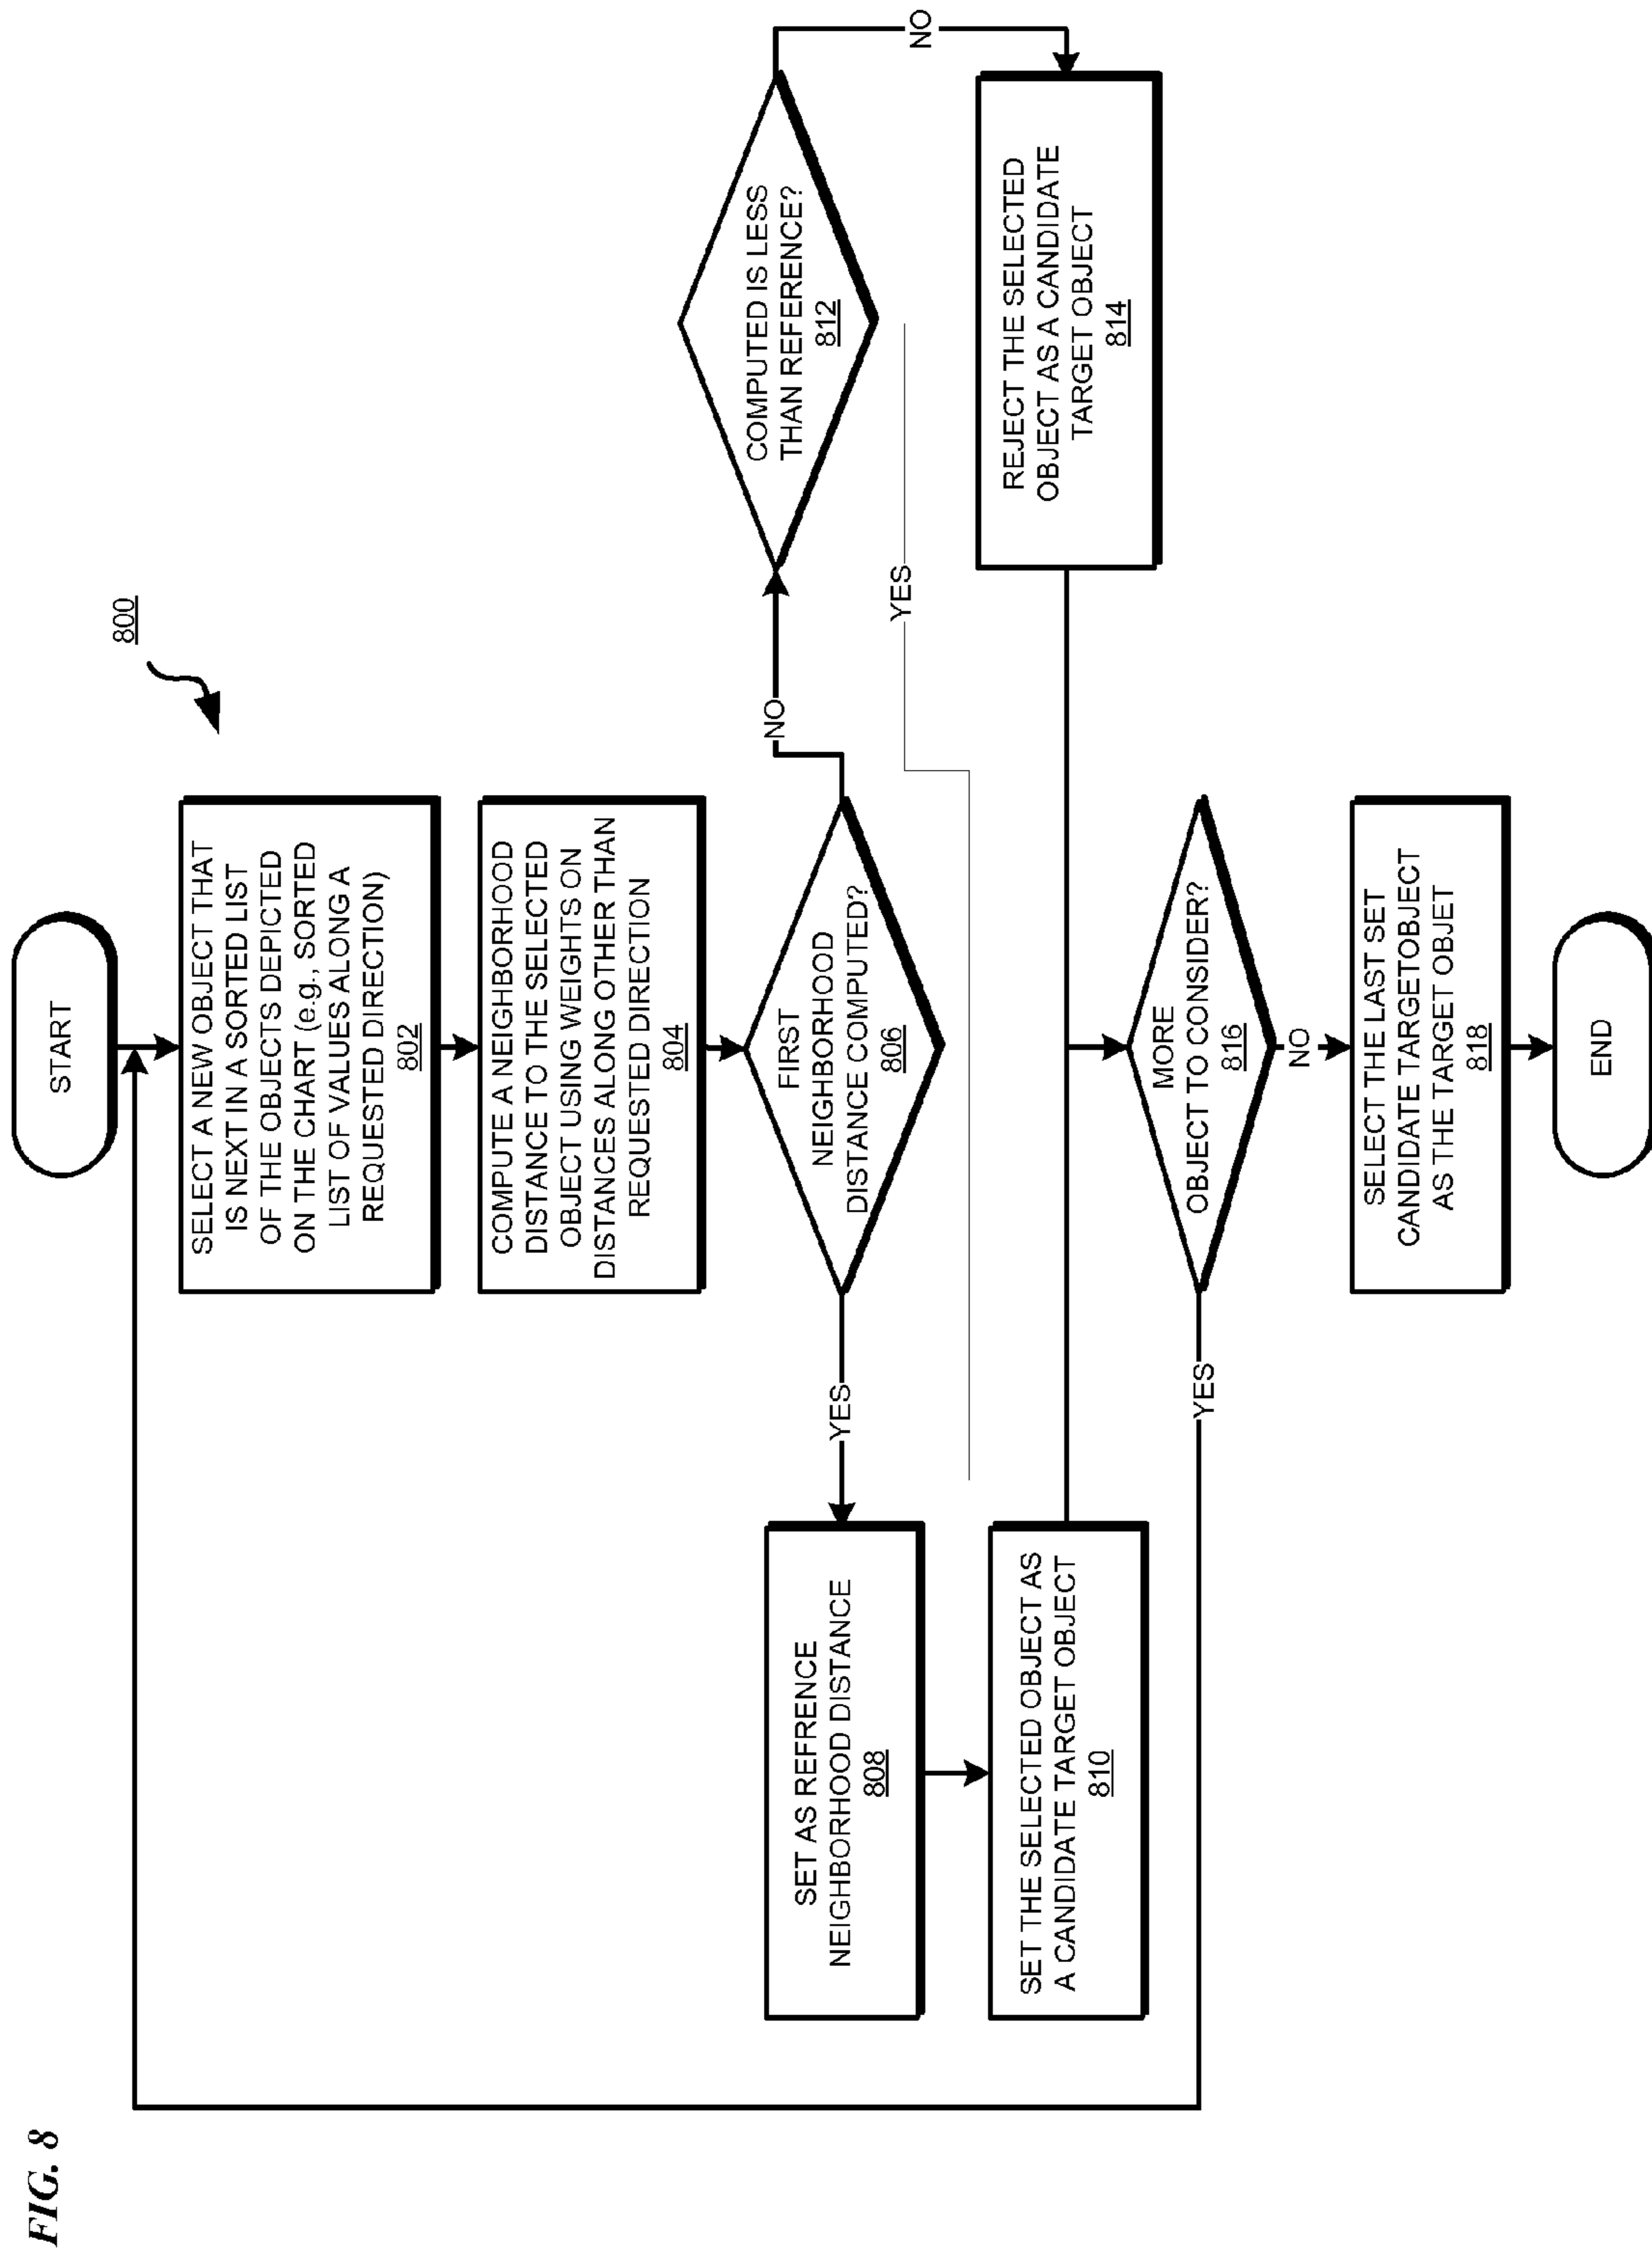 FIG. 8
800
START
SELECT A NEW OBJECT THAT
IS NEXT IN A SORTED LIST
OF THE OBJECTS DEPICTED
ON THE CHART (e.g., SORTED
LIST OF VALUES ALONG A
REQUESTED DIRECTION)
802
COMPUTE A NEIGHBORHOOD
DISTANCE TO THE SELECTED
OBJECT USING WEIGHTS ON
DISTANCES ALONG OTHER THAN
REQUESTED DIRECTION
804
FIRST
NEIGHBORHOOD
DISTANCE COMPUTED?
806
YES
NO
SET AS REFRENCE
NEIGHBORHOOD DISTANCE
808
SET THE SELECTED OBJECT AS
A CANDIDATE TARGET OBJECT
810
COMPUTED IS LESS
THAN REFERENCE?
812
YES
NO
REJECT THE SELECTED
OBJECT AS A CANDIDATE
TARGET OBJECT
814
MORE
OBJECT TO CONSIDER?
816
YES
NO
SELECT THE LAST SET
CANDIDATE TARGETOBJECT
AS THE TARGET OBJET
818
END